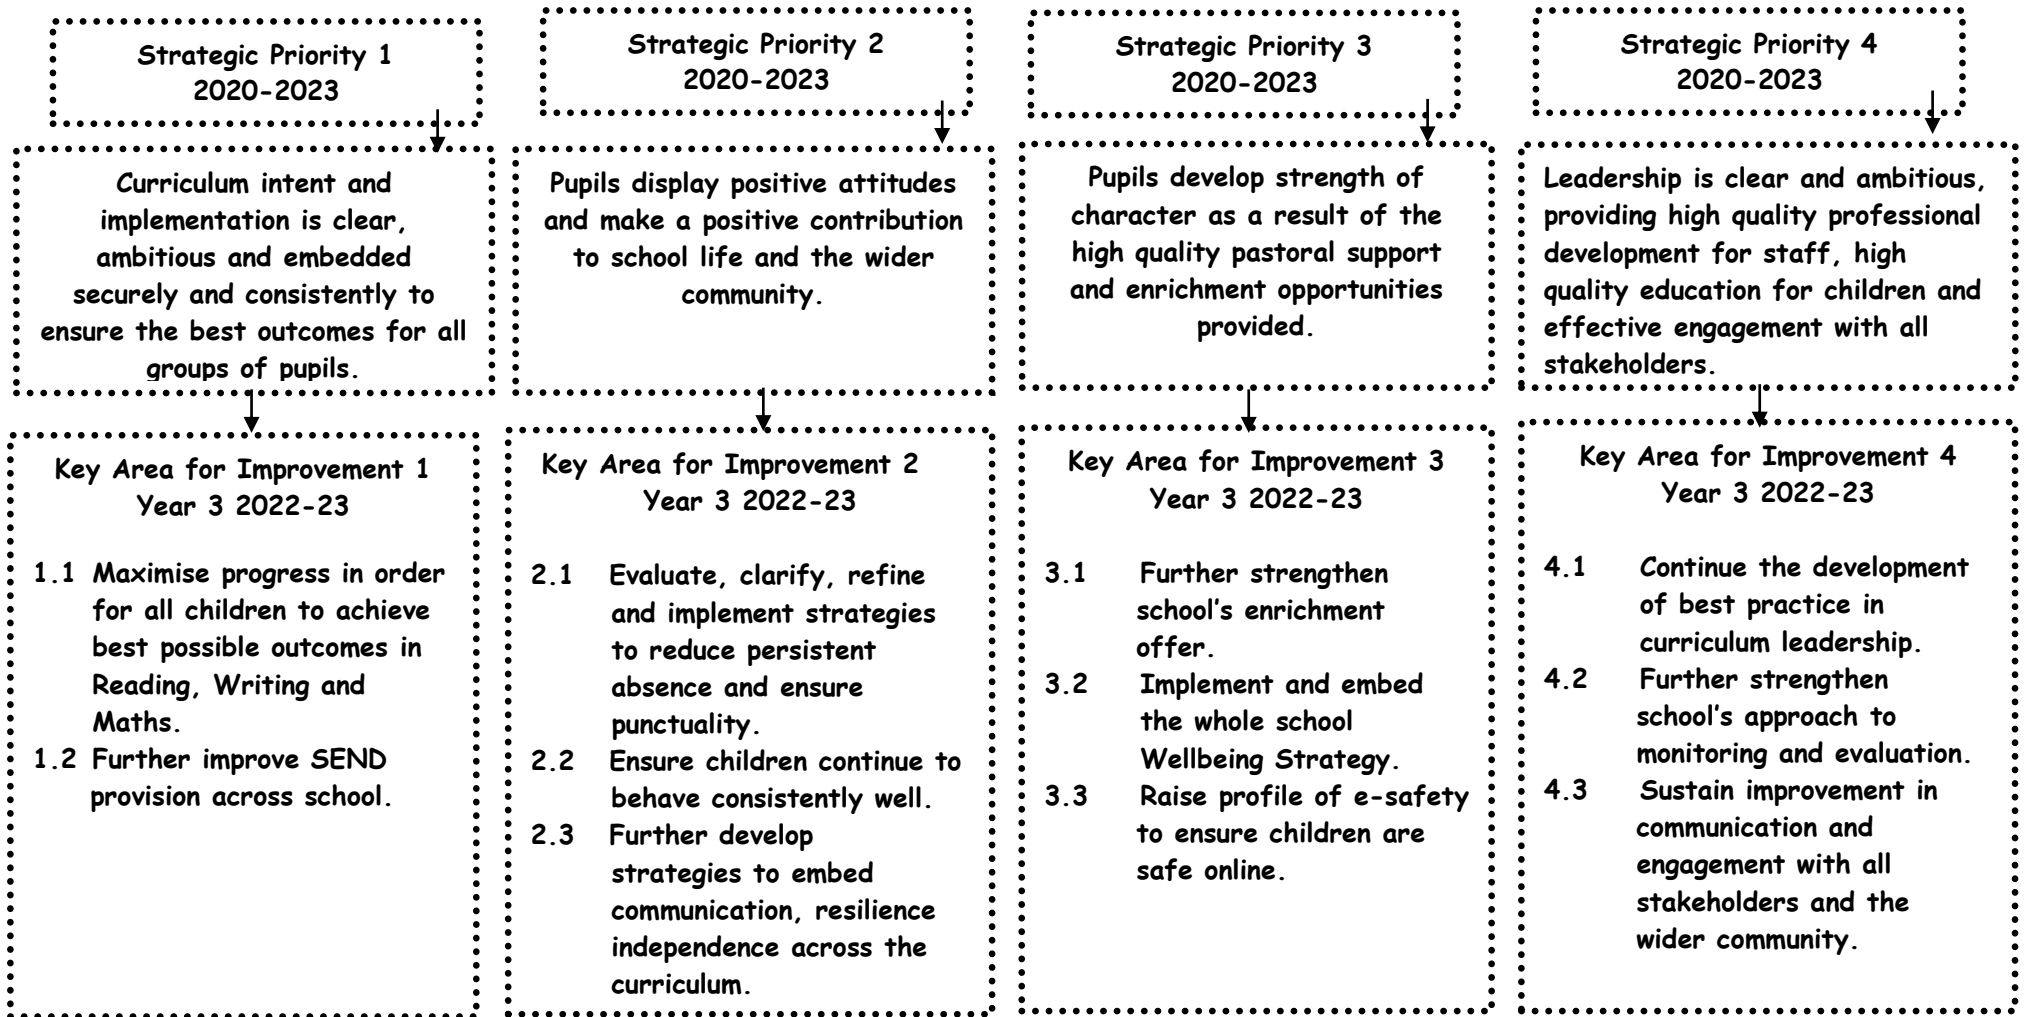 Strategic Priority 1
2020-2023
Curriculum intent and
implementation is clear,
ambitious and embedded
securely and consistently to
ensure the best outcomes for all
groups of pupils.
Key Area for Improvement 1
Year 3 2022-23
1.1 Maximise progress in order
for all children to achieve
best possible outcomes in
Reading, Writing and
Maths.
1.2 Further improve SEND
provision across school.
Strategic Priority 2
2020-2023
Pupils display positive attitudes
and make a positive contribution
to school life and the wider
community.
Key Area for Improvement 2
Year 3 2022-23
2.1 Evaluate, clarify, refine
and implement strategies
to reduce persistent
absence and ensure
punctuality.
2.2 Ensure children continue to
behave consistently well.
2.3 Further develop
strategies to embed
communication, resilience
independence across the
curriculum.
Strategic Priority 3
2020-2023
Pupils develop strength of
character as a result of the
high quality pastoral support
and enrichment opportunities
provided.
Key Area for Improvement 3
Year 3 2022-23
3.1 Further strengthen
school's enrichment
offer.
3.2 Implement and embed
the whole school
Wellbeing Strategy.
3.3 Raise profile of e-safety
to ensure children are
safe online.
Strategic Priority 4
2020-2023
Leadership is clear and ambitious,
providing high quality professional
development for staff, high
quality education for children and
effective engagement with all
stakeholders.
Key Area for Improvement 4
Year 3 2022-23
4.1 Continue the development
of best practice in
curriculum leadership.
4.2 Further strengthen
school's approach to
monitoring and evaluation.
4.3 Sustain improvement in
communication and
engagement with all
stakeholders and the
wider community.